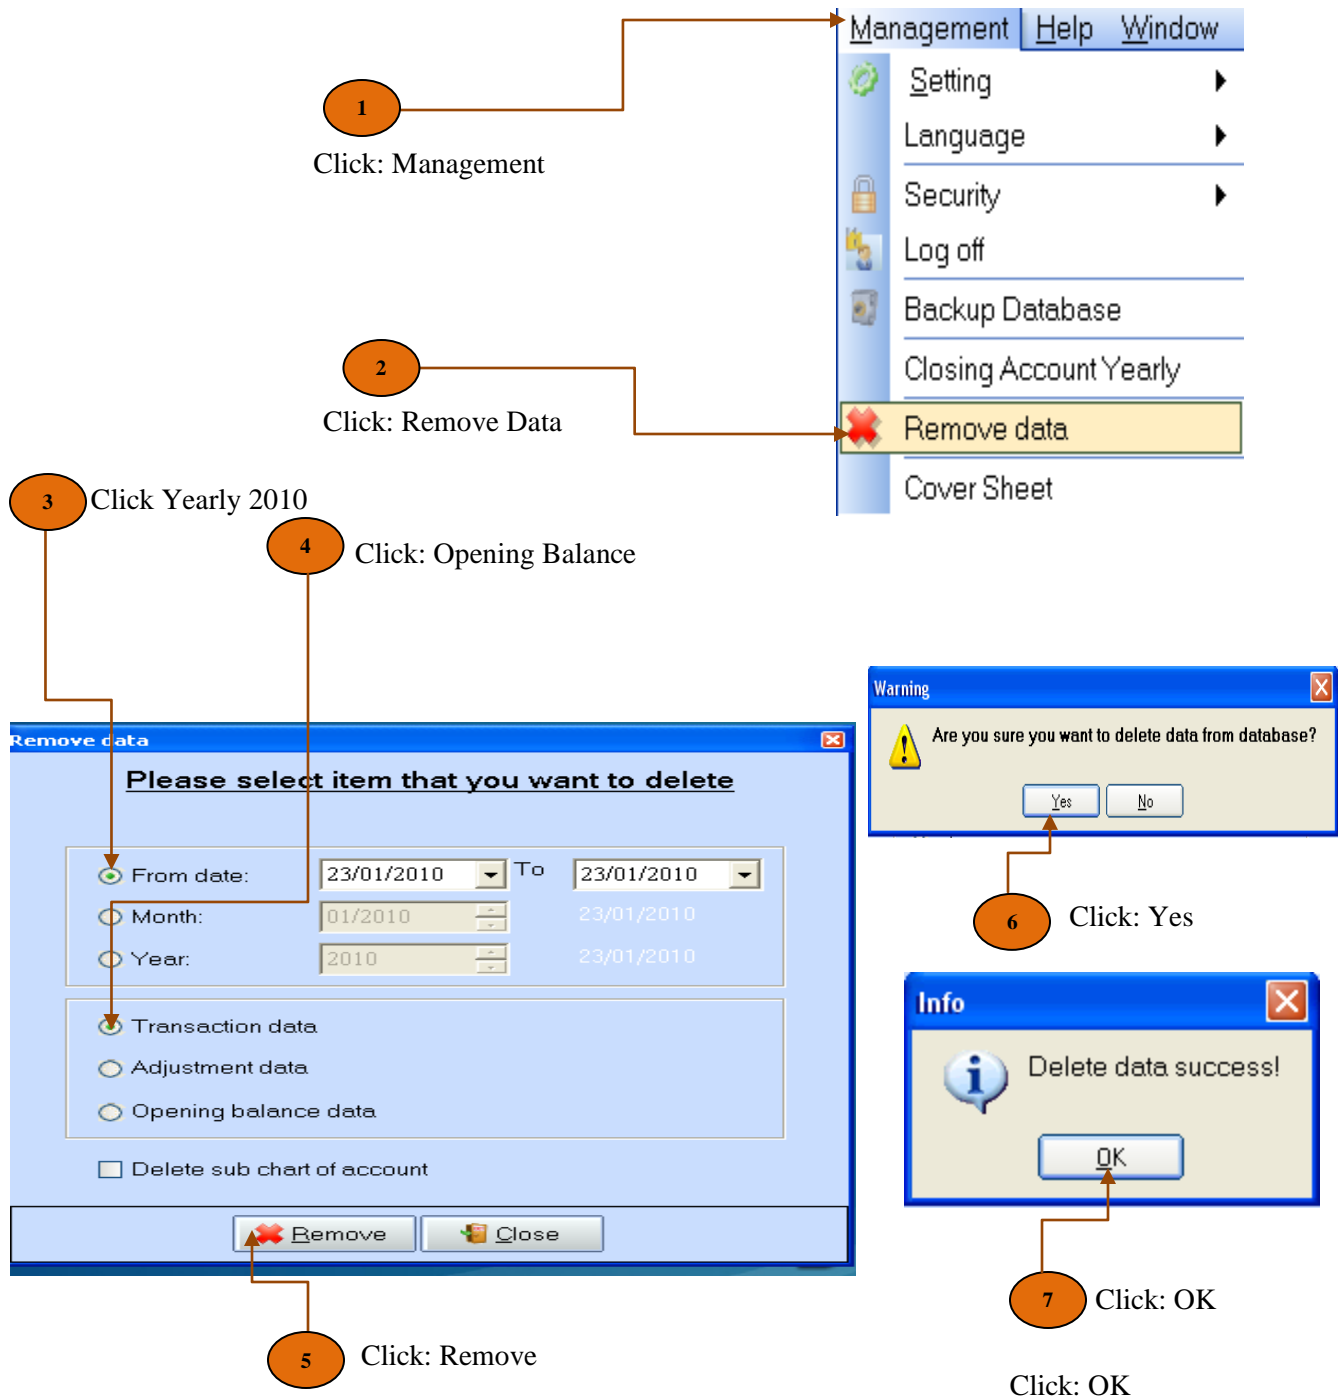 Management Help Window
1
Setting
Language
Click: Management
Security
Log off
Backup Database
2
Closing Account Yearly
Click: Remove Data
Remove data
Cover Sheet
3 Click Yearly 2010
4 Click: Opening Balance
Remove data
Please select item that you want to delete
From date: 23/01/2010 To 23/01/2010
Month: 01/2010 23/01/2010
Year: 2010 23/01/2010
Transaction data
Adjustment data
Opening balance data
Delete sub chart of account
Remove Close
5 Click: Remove
Warning
Are you sure you want to delete data from database?
Yes No
6 Click: Yes
Info
Delete data success!
OK
7 Click: OK
Click: OK